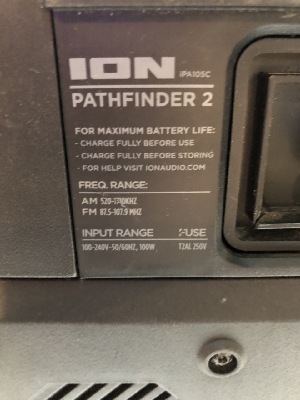 ION iPA105C
PATHFINDER 2
FOR MAXIMUM BATTERY LIFE:
- CHARGE FULLY BEFORE USE
- CHARGE FULLY BEFORE STORING
- FOR HELP VISIT IONAUDIO.COM
FREQ. RANGE:
AM 520-1710KHZ
FM 87.5-107.9 MHZ
INPUT RANGE FUSE
100-240V~50/60HZ, 100W T2AL 250V